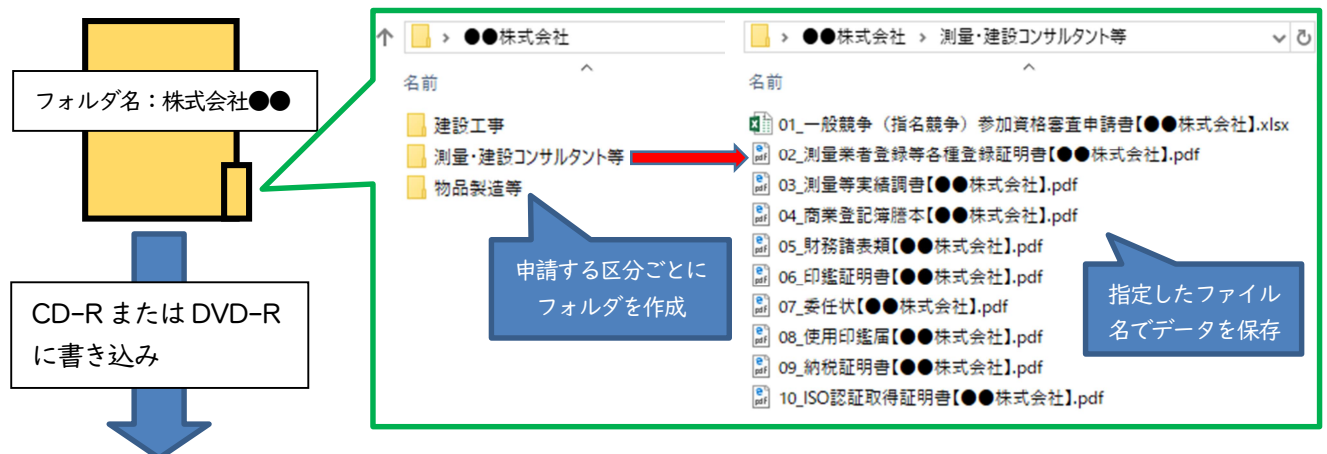 フォルダ名：株式会社●●
CD-R または DVD-R
に書き込み
●●株式会社
名前
建設工事
測量・建設コンサルタント等
物品製造等
申請する区分ごとに
フォルダを作成
●●株式会社 › 測量・建設コンサルタント等
名前
01_一般競争（指名競争）参加資格審査申請書【●●株式会社】.xlsx
02_測量業者登録等各種登録証明書【●●株式会社】.pdf
03_測量等実績調書【●●株式会社】.pdf
04_商業登記簿謄本【●●株式会社】.pdf
05_財務諸表類【●●株式会社】.pdf
06_印鑑証明書【●●株式会社】.pdf
07_委任状【●●株式会社】.pdf
08_使用印鑑届【●●株式会社】.pdf
09_納税証明書【●●株式会社】.pdf
10_ISO認証取得証明書【●●株式会社】.pdf
指定したファイル
名でデータを保存